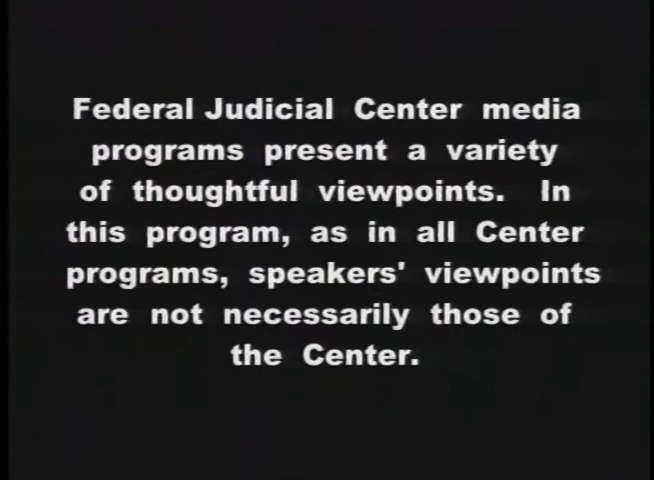 Federal Judicial Center media
programs present a variety
of thoughtful viewpoints. In
this program, as in all Center
programs, speakers' viewpoints
are not necessarily those of
the Center.